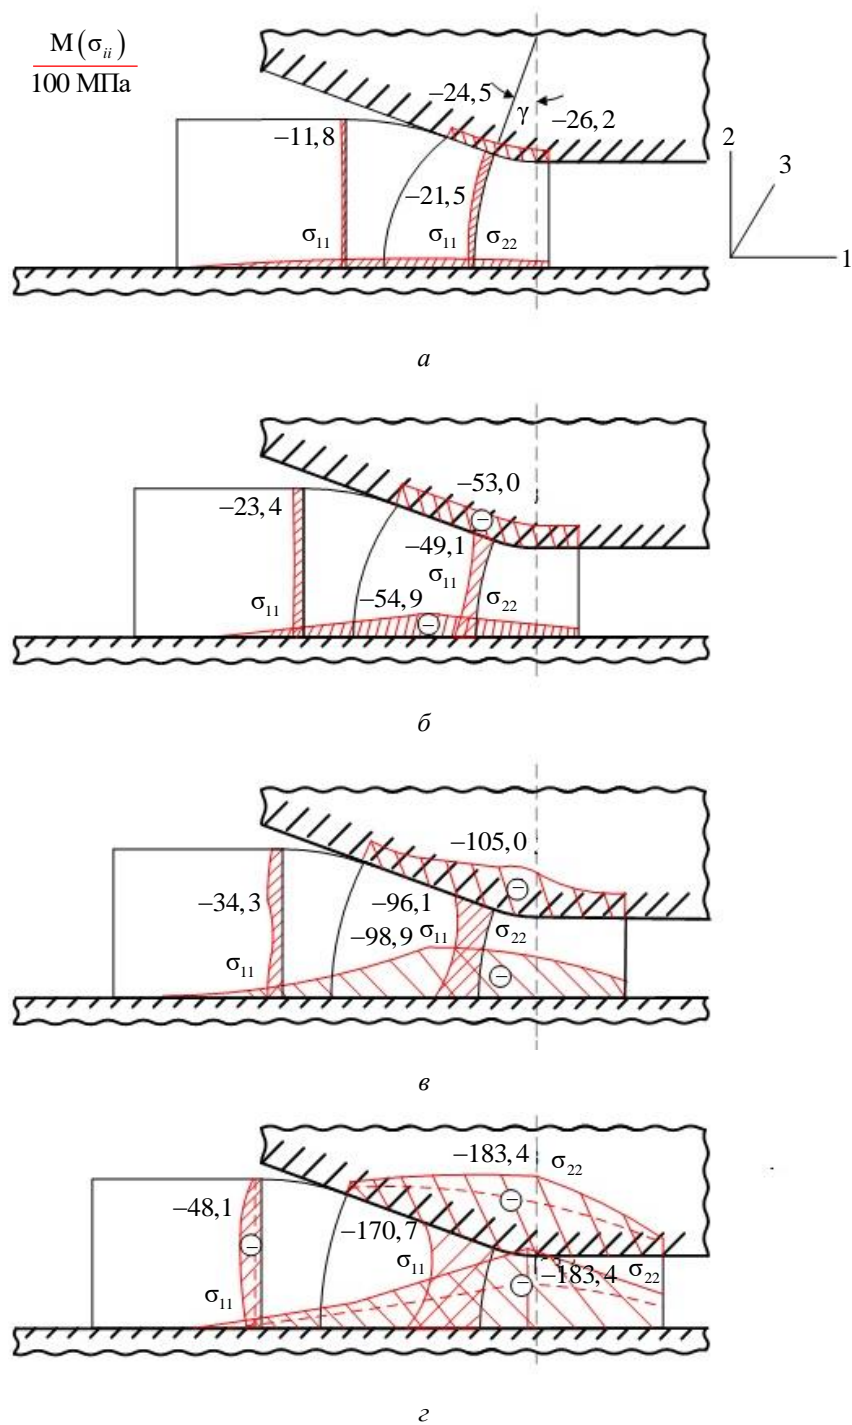 M(σii)
100 МПа
−24,5
γ
−26,2
−11,8
−21,5
σ11
σ11
σ22
2
3
1
а
−53,0
−23,4
−49,1
σ11
−54,9
σ22
σ11
б
−105,0
−34,3
−96,1
−98,9
σ11
σ22
σ11
в
−183,4
σ22
−48,1
−170,7
σ11
−183,4
σ22
σ11
г